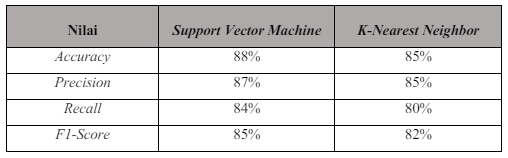 Nilai Support Vector Machine K-Nearest Neighbor
Accuracy 88% 85%
Precision 87% 85%
Recall 84% 80%
F1-Score 85% 82%